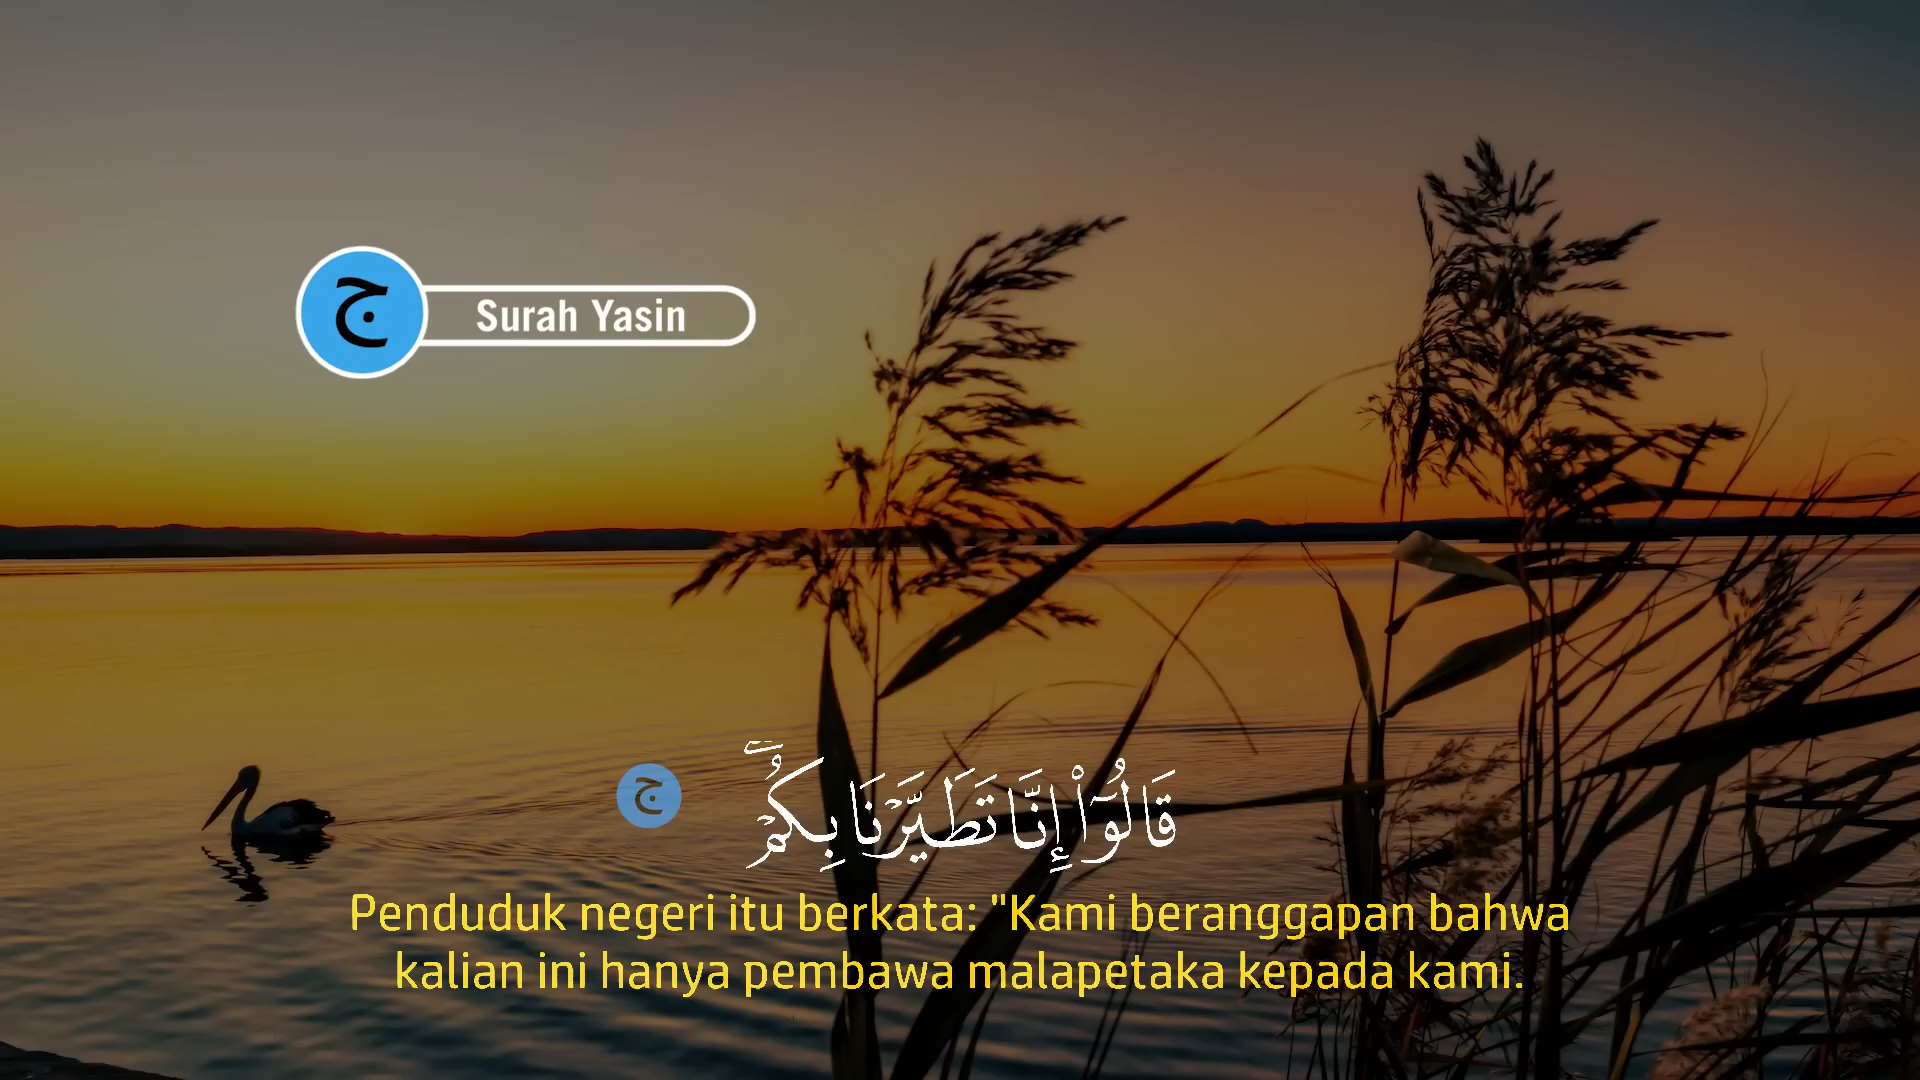 ج
Surah Yasin
ج
قَالُوٓا۟ إِنَّا تَطَيَّرْنَا بِكُمْ ۖ
Penduduk negeri itu berkata: "Kami beranggapan bahwa
kalian ini hanya pembawa malapetaka kepada kami.